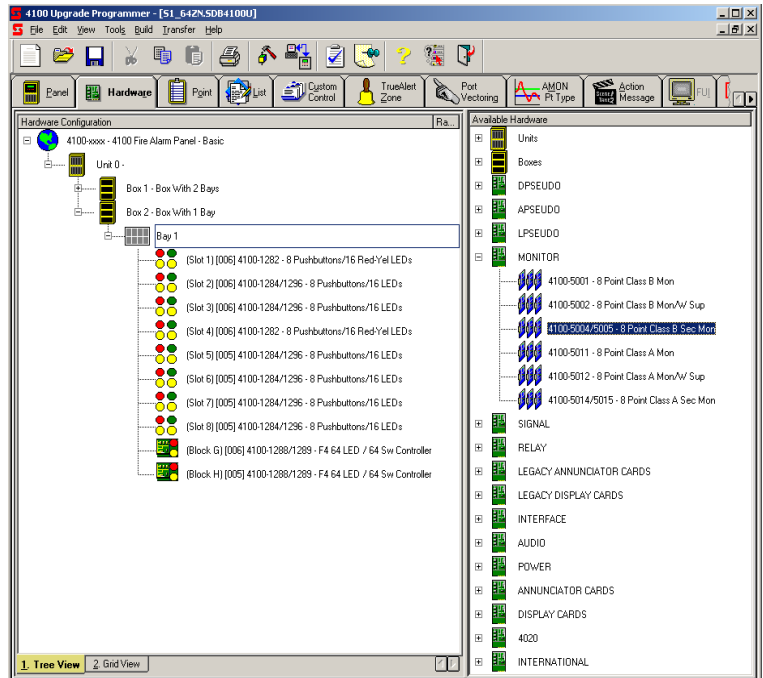 4100 Upgrade Programmer - [S1_64ZN.SDB4100U]
File Edit View Tools Build Transfer Help
Panel
Hardware
Point
List
Custom Control
TrueAlert Zone
Port Vectoring
AMON Pt Type
Action Message
FUI
Hardware Configuration Ra...
4100-xxxx - 4100 Fire Alarm Panel - Basic
Unit 0 -
Box 1 - Box With 2 Bays
Box 2 - Box With 1 Bay
Bay 1
(Slot 1) [006] 4100-1282 - 8 Pushbuttons/16 Red-Yel LEDs
(Slot 2) [006] 4100-1284/1296 - 8 Pushbuttons/16 LEDs
(Slot 3) [006] 4100-1284/1296 - 8 Pushbuttons/16 LEDs
(Slot 4) [006] 4100-1282 - 8 Pushbuttons/16 Red-Yel LEDs
(Slot 5) [005] 4100-1284/1296 - 8 Pushbuttons/16 LEDs
(Slot 6) [005] 4100-1284/1296 - 8 Pushbuttons/16 LEDs
(Slot 7) [005] 4100-1284/1296 - 8 Pushbuttons/16 LEDs
(Slot 8) [005] 4100-1284/1296 - 8 Pushbuttons/16 LEDs
(Block G) [006] 4100-1288/1289 - F4 64 LED / 64 Sw Controller
(Block H) [005] 4100-1288/1289 - F4 64 LED / 64 Sw Controller
1. Tree View 2. Grid View
Available Hardware
Units
Boxes
DPSEUDO
APSEUDO
LPSEUDO
MONITOR
4100-5001 - 8 Point Class B Mon
4100-5002 - 8 Point Class B Mon/W Sup
4100-5004/5005 - 8 Point Class B Sec Mon
4100-5011 - 8 Point Class A Mon
4100-5012 - 8 Point Class A Mon/W Sup
4100-5014/5015 - 8 Point Class A Sec Mon
SIGNAL
RELAY
LEGACY ANNUNCIATOR CARDS
LEGACY DISPLAY CARDS
INTERFACE
AUDIO
POWER
ANNUNCIATOR CARDS
DISPLAY CARDS
4020
INTERNATIONAL